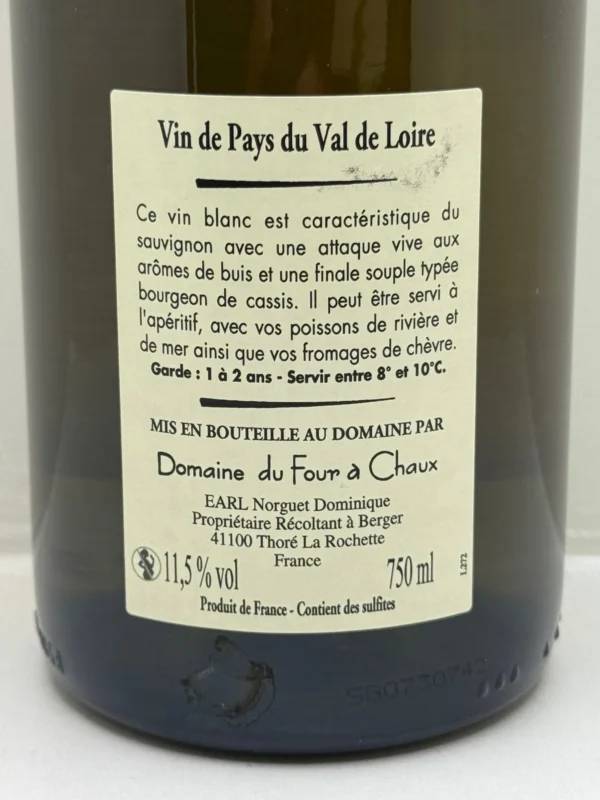 Vin de Pays du Val de Loire
Ce vin blanc est caractéristique du
sauvignon avec une attaque vive aux
arômes de buis et une finale souple typée
bourgeon de cassis. Il peut être servi à
l'apéritif, avec vos poissons de rivière et
de mer ainsi que vos fromages de chèvre.
Garde : 1 à 2 ans - Servir entre 8° et 10°C.
MIS EN BOUTEILLE AU DOMAINE PAR
Domaine du Four à Chaux
EARL Norguet Dominique
Propriétaire Récoltant à Berger
41100 Thoré La Rochette
France
11,5 % vol
750 ml
1.272
Produit de France - Contient des sulfites